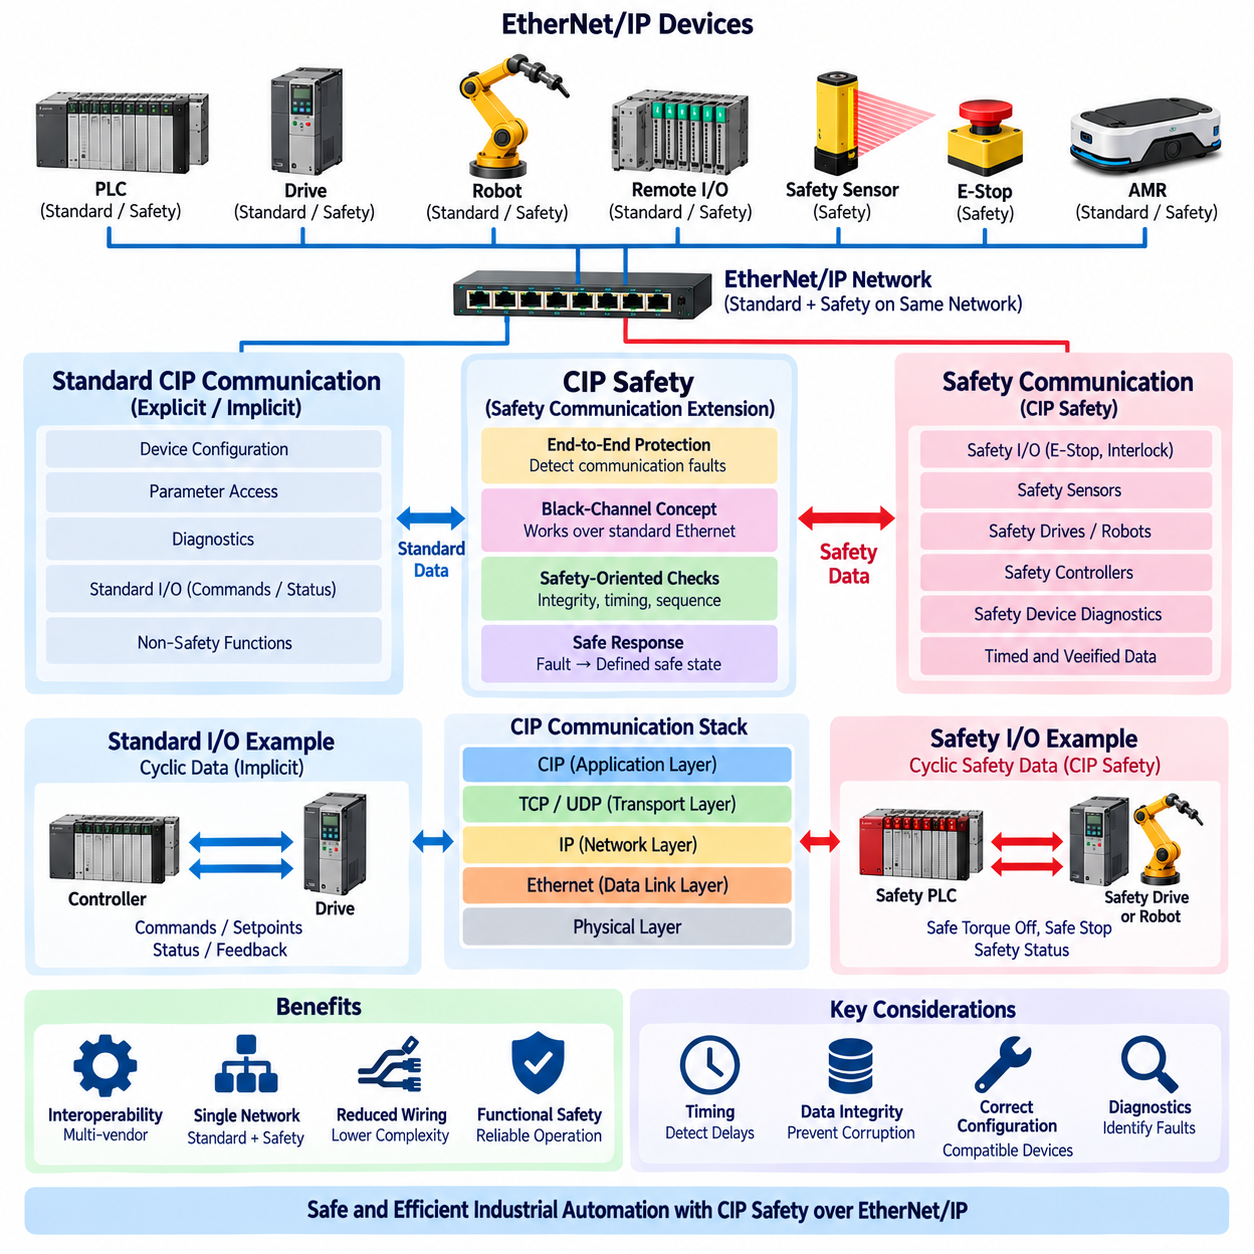 EtherNet/IP Devices
PLC
(Standard / Safety)
Drive
(Standard / Safety)
Robot
(Standard / Safety)
Remote I/O
(Standard / Safety)
Safety Sensor
(Safety)
E-Stop
(Safety)
AMR
(Standard / Safety)
EtherNet/IP Network
(Standard + Safety on Same Network)
Standard CIP Communication
(Explicit / Implicit)
Device Configuration
Parameter Access
Diagnostics
Standard I/O (Commands / Status)
Non-Safety Functions
Standard
Data
CIP Safety
(Safety Communication Extension)
End-to-End Protection
Detect communication faults
Black-Channel Concept
Works over standard Ethernet
Safety-Oriented Checks
Integrity, timing, sequence
Safe Response
Fault → Defined safe state
Safety
Data
Safety Communication
(CIP Safety)
Safety I/O (E-Stop, Interlock)
Safety Sensors
Safety Drives / Robots
Safety Controllers
Safety Device Diagnostics
Timed and Veeified Data
Standard I/O Example
Cyclic Data (Implicit)
Controller
Drive
Commands / Setpoints
Status / Feedback
CIP Communication Stack
CIP (Application Layer)
TCP / UDP (Transport Layer)
IP (Network Layer)
Ethernet (Data Link Layer)
Physical Layer
Safety I/O Example
Cyclic Safety Data (CIP Safety)
Safety PLC
Safety Drive
or Robot
Safe Torque Off, Safe Stop
Safety Status
Benefits
Interoperability
Multi-vendor
Single Network
Standard + Safety
Reduced Wiring
Lower Complexity
Functional Safety
Reliable Operation
Key Considerations
Timing
Detect Delays
Data Integrity
Prevent Corruption
Correct
Configuration
Compatible Devices
Diagnostics
Identify Faults
Safe and Efficient Industrial Automation with CIP Safety over EtherNet/IP